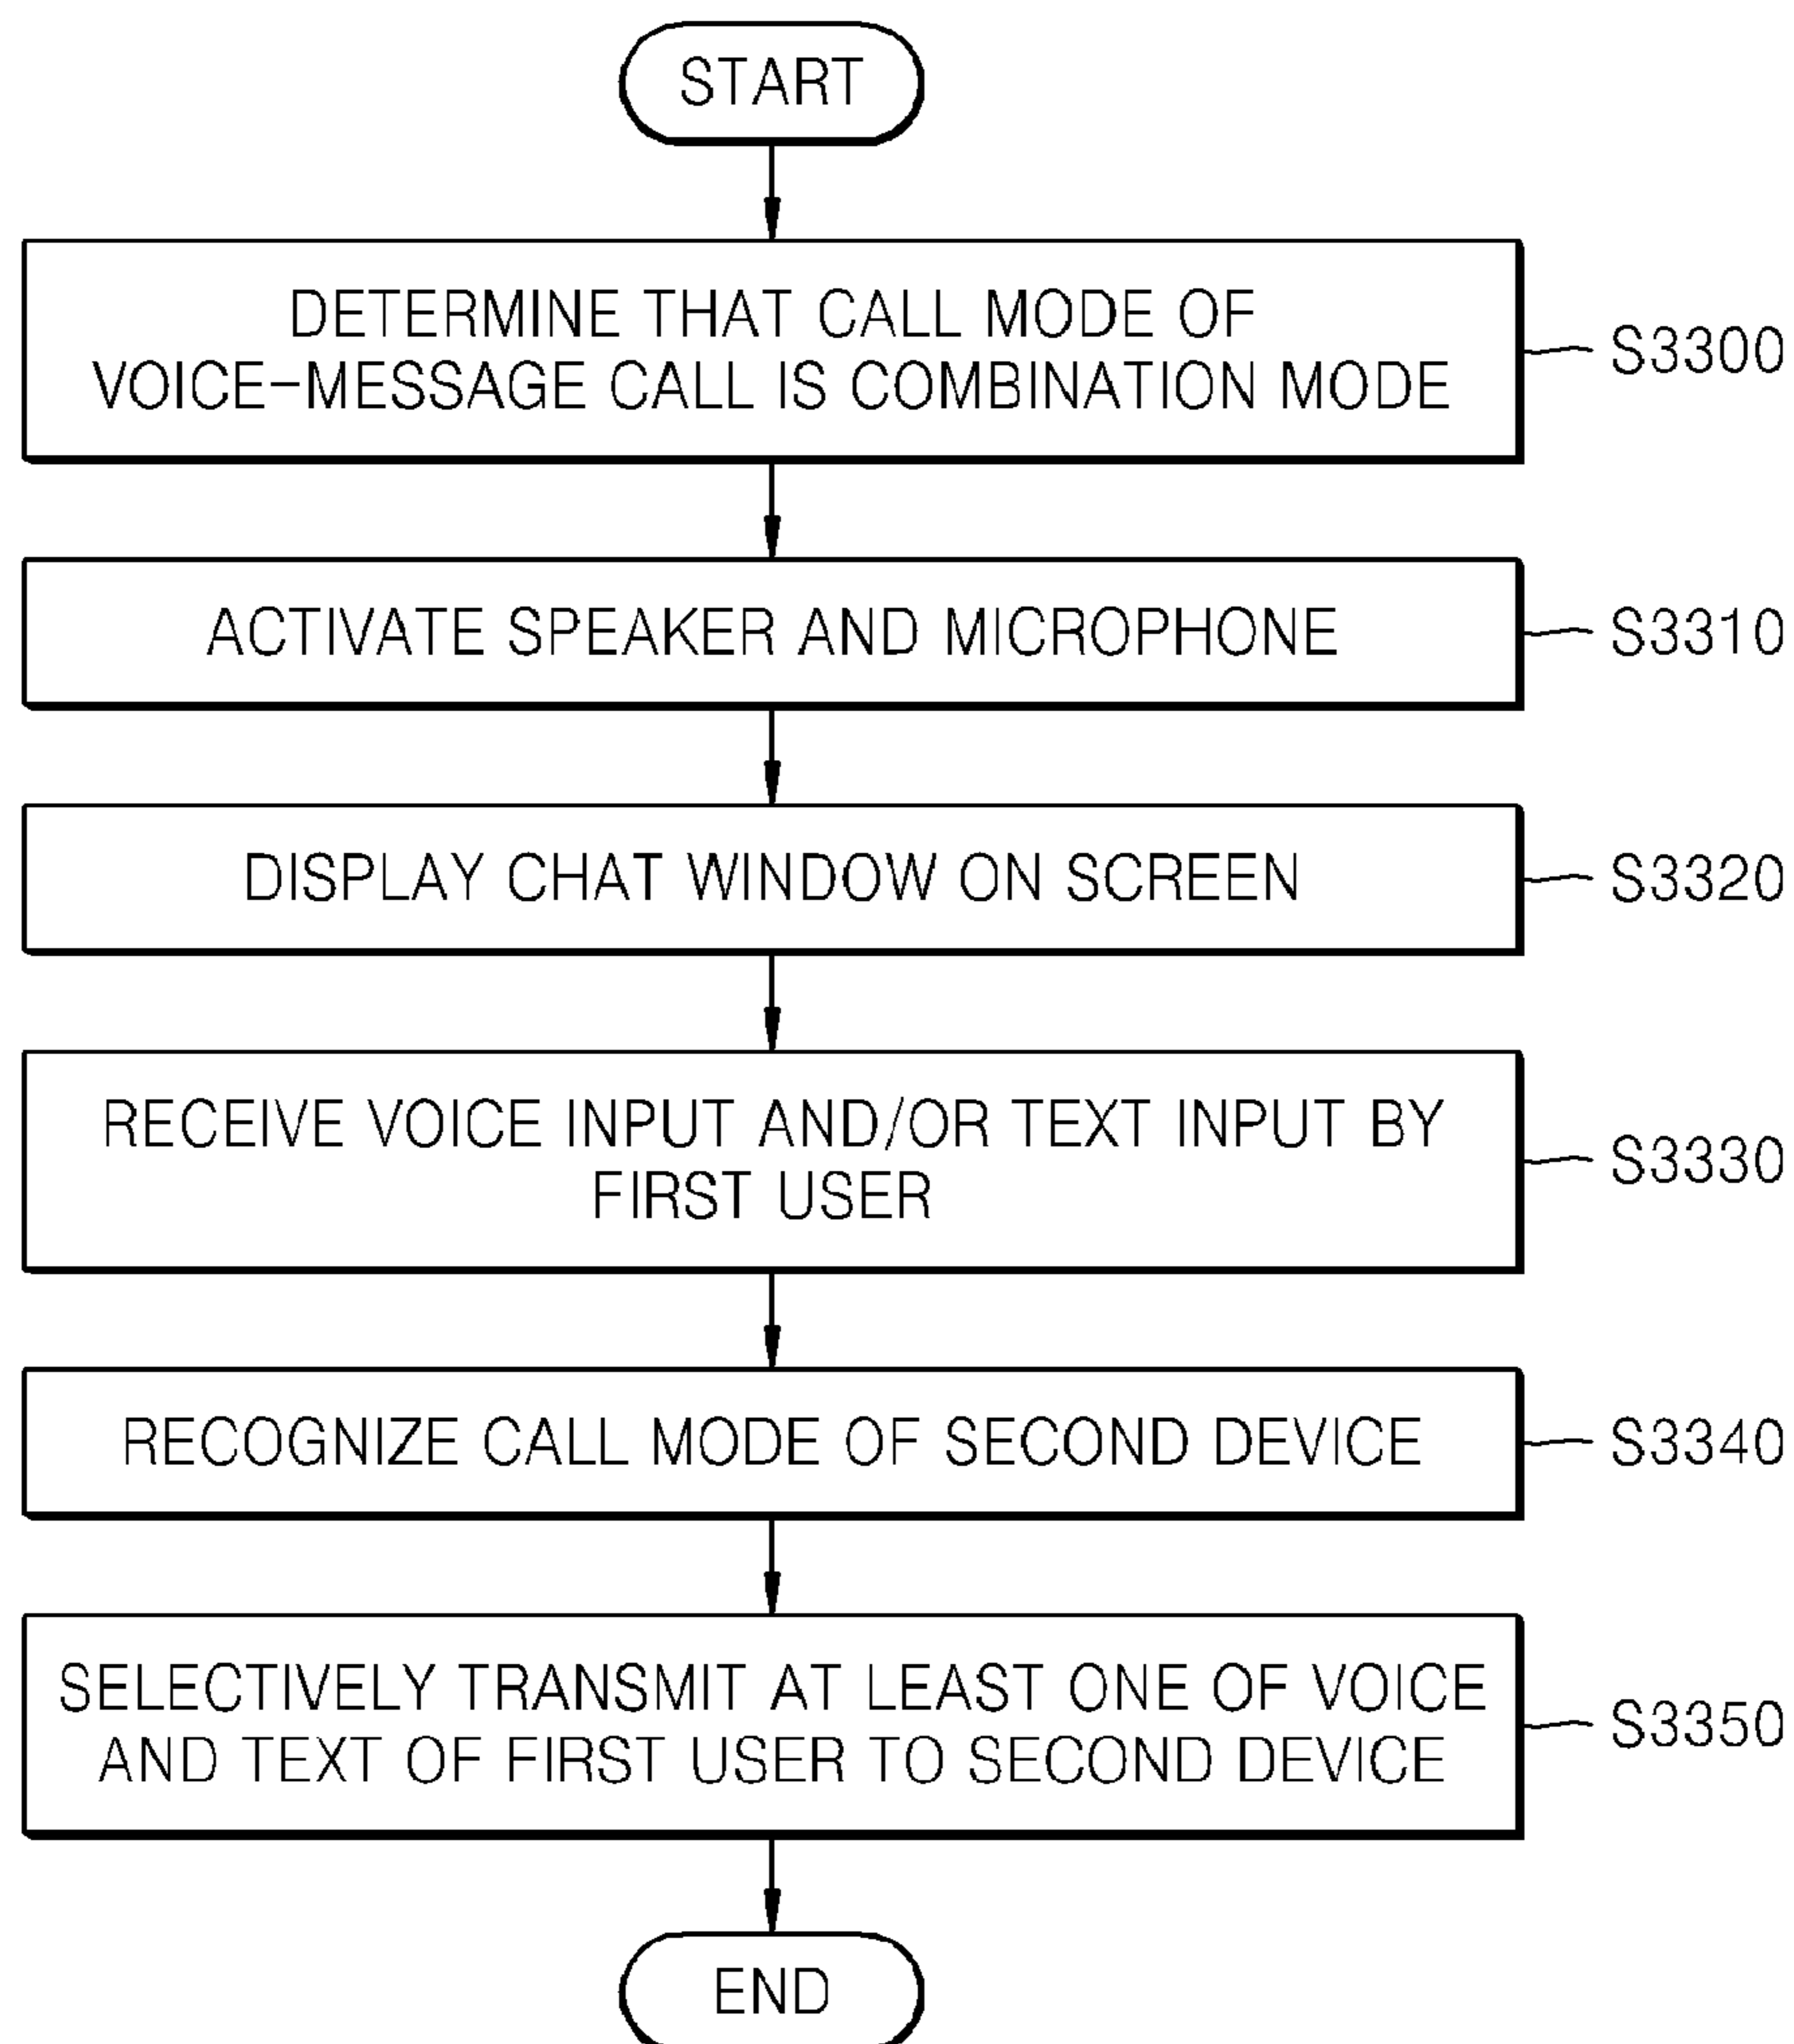 START
DETERMINE THAT CALL MODE OF
VOICE-MESSAGE CALL IS COMBINATION MODE
S3300
ACTIVATE SPEAKER AND MICROPHONE
S3310
DISPLAY CHAT WINDOW ON SCREEN
S3320
RECEIVE VOICE INPUT AND/OR TEXT INPUT BY
FIRST USER
S3330
RECOGNIZE CALL MODE OF SECOND DEVICE
S3340
SELECTIVELY TRANSMIT AT LEAST ONE OF VOICE
AND TEXT OF FIRST USER TO SECOND DEVICE
S3350
END